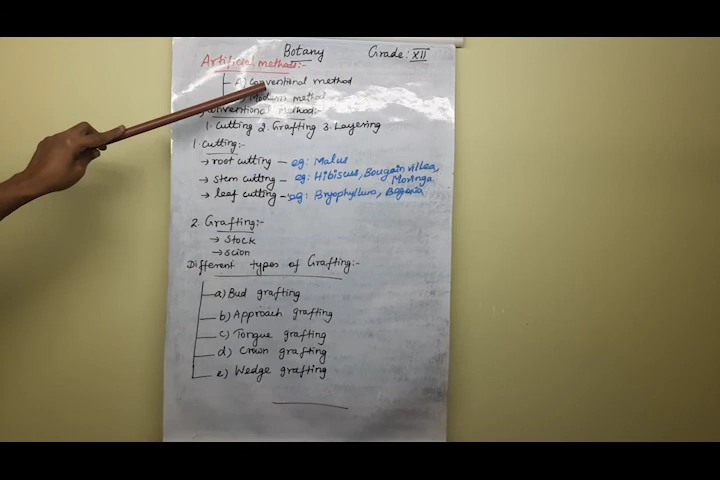 Botany Grade: XII
Artificial methods:-
A) Conventional method
Modern method
Conventional Method:-
1. Cutting 2. Grafting 3. Layering
1. Cutting:-
→ root cutting - eg: Malus
→ stem cutting - eg: Hibiscus, Bougainvillea, Moringa
→ leaf cutting - eg: Bryophyllum, Begonia
2. Grafting:-
→ Stock
→ Scion
Different types of Grafting:-
a) Bud grafting
b) Approach grafting
c) Tongue grafting
d) Crown grafting
e) Wedge grafting